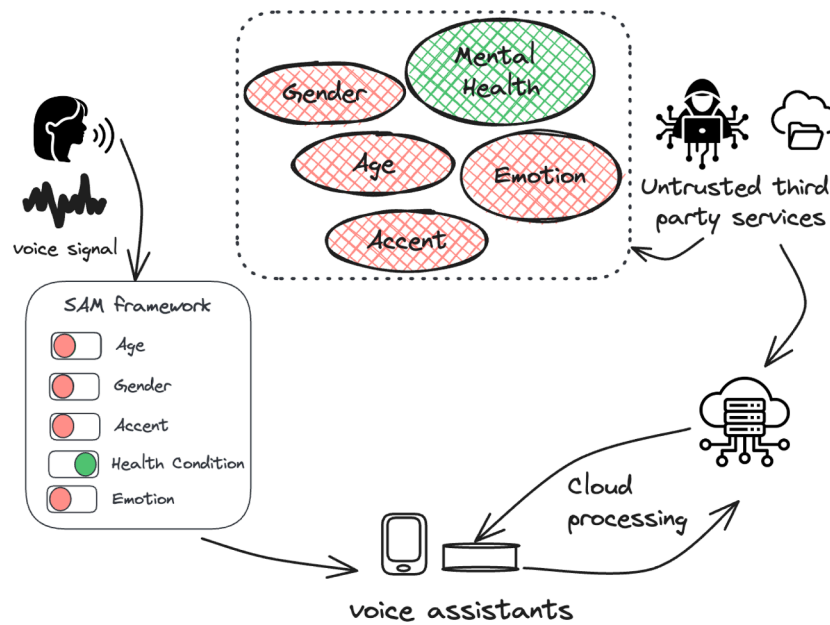 Mental
Health
Gender
Age
Emotion
Accent
Untrusted third
party services
voice signal
SAM framework
Age
Gender
Accent
Health Condition
Emotion
Cloud
processing
voice assistants